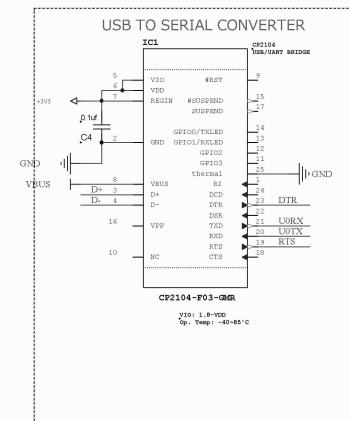 USB TO SERIAL CONVERTER
IC1
CP2104
USB/UART BRIDGE
5 VIO #RST 9
6 VDD
+3V3 7 REGIN #SUSPEND 15
SUSPEND 17
0.1uf
GPIO0/TXLED 14
C4 2 GND GPIO1/RXLED 13
GPIO2 12
GPIO3 11
GND thermal 25 GND
VBUS 8 VBUS RI 1
D+ 3 D+ DCD 24
D- 4 D- DTR 23 DTR
DSR 22
16 VPP TXD 21 U0RX
RXD 20 U0TX
RTS 19 RTS
10 NC CTS 18
CP2104-F03-GMR
VIO: 1.8-VDD
Op. Temp: -40-85°C